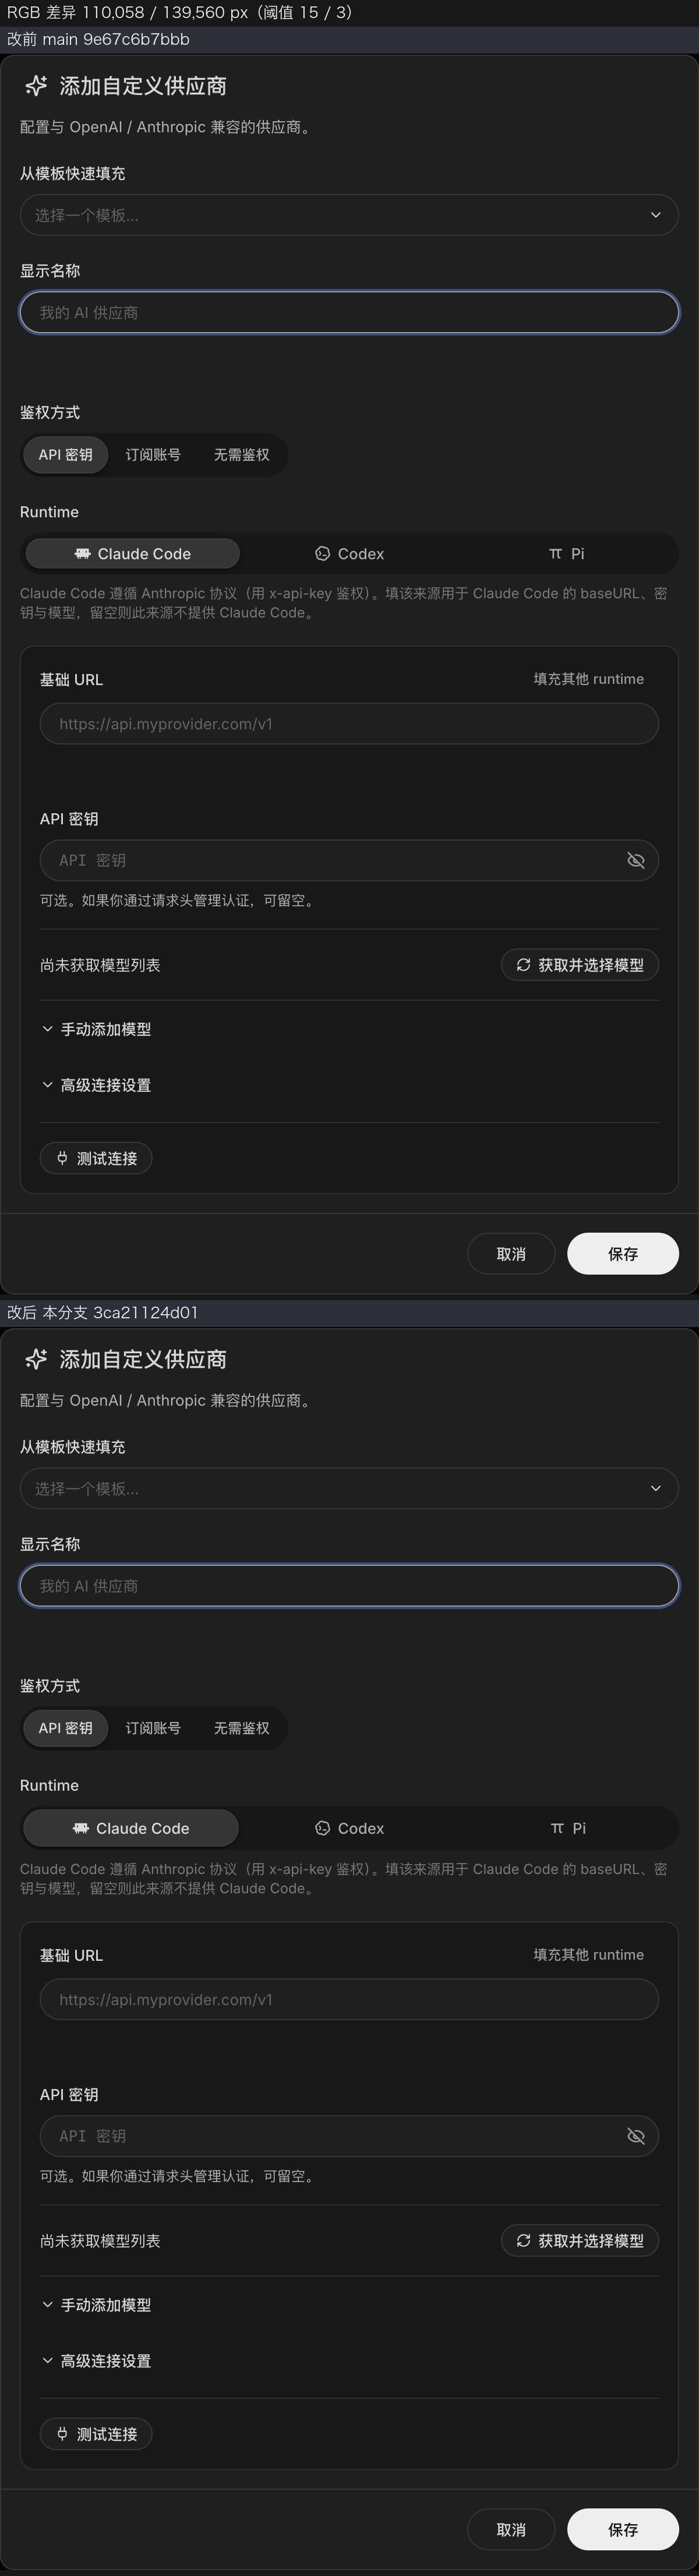 RGB 差异 110,058 / 139,560 px（阈值 15 / 3）
改前 main 9e67c6b7bbb
添加自定义供应商
配置与 OpenAI / Anthropic 兼容的供应商。
从模板快速填充
选择一个模板...
显示名称
我的 AI 供应商
鉴权方式
API 密钥 订阅账号 无需鉴权
Runtime
Claude Code Codex Pi
Claude Code 遵循 Anthropic 协议（用 x-api-key 鉴权）。填该来源用于 Claude Code 的 baseURL、密
钥与模型，留空则此来源不提供 Claude Code。
基础 URL 填充其他 runtime
https://api.myprovider.com/v1
API 密钥
API 密钥
可选。如果你通过请求头管理认证，可留空。
尚未获取模型列表 获取并选择模型
手动添加模型
高级连接设置
测试连接
取消 保存
改后 本分支 3ca21124d01
添加自定义供应商
配置与 OpenAI / Anthropic 兼容的供应商。
从模板快速填充
选择一个模板...
显示名称
我的 AI 供应商
鉴权方式
API 密钥 订阅账号 无需鉴权
Runtime
Claude Code Codex Pi
Claude Code 遵循 Anthropic 协议（用 x-api-key 鉴权）。填该来源用于 Claude Code 的 baseURL、密
钥与模型，留空则此来源不提供 Claude Code。
基础 URL 填充其他 runtime
https://api.myprovider.com/v1
API 密钥
API 密钥
可选。如果你通过请求头管理认证，可留空。
尚未获取模型列表 获取并选择模型
手动添加模型
高级连接设置
测试连接
取消 保存